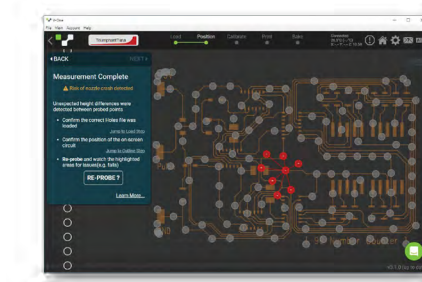 File View Account Help
Load Position Calibrate Print Bake
BACK NEXT
Measurement Complete
Risk of nozzle crash detected
Unexpected height differences were
detected between probed points
• Confirm the correct Holes file was
loaded
Jump to Load Step
• Confirm the position of the on-screen
circuit
Jump to Outline Step
• Re-probe and watch the highlighted
areas for issues(e.g. falls)
RE-PROBE ?
Learn More...